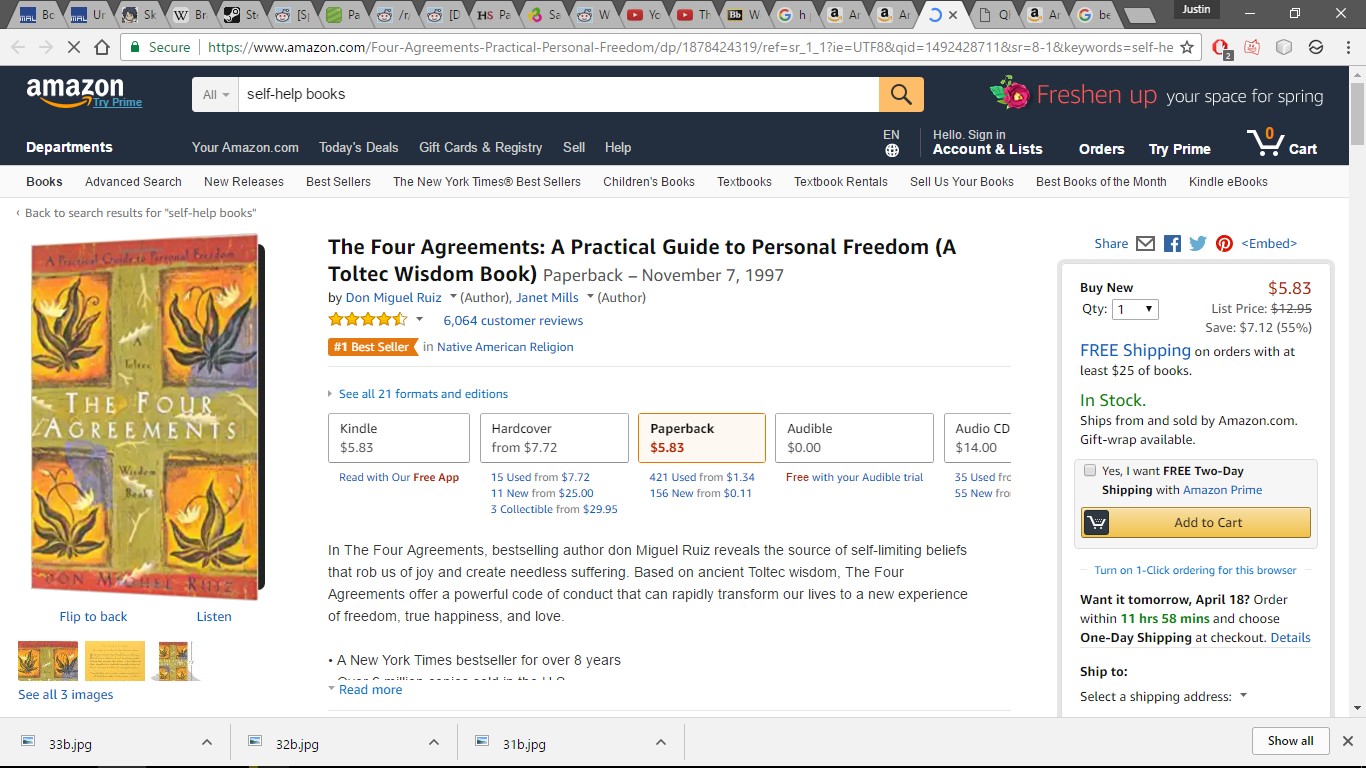 Bc
Ur
Sk
Br
Sto
[S
Pa
/r/
[D
HS Pa
Sa
W
Yo
Th
Bb W
h
Ar
Ar
QI
Ar
be
Justin
Secure
https://www.amazon.com/Four-Agreements-Practical-Personal-Freedom/dp/1878424319/ref=sr_1_1?ie=UTF8&qid=1492428711&sr=8-1&keywords=self-he
2
amazon
Try Prime
All
self-help books
Freshen up your space for spring
Departments
Your Amazon.com
Today's Deals
Gift Cards & Registry
Sell
Help
EN
Hello. Sign in
Account & Lists
Orders
Try Prime
0
Cart
Books
Advanced Search
New Releases
Best Sellers
The New York Times® Best Sellers
Children's Books
Textbooks
Textbook Rentals
Sell Us Your Books
Best Books of the Month
Kindle eBooks
‹ Back to search results for "self-help books"
A Practical Guide to Personal Freedom
A
Toltec
THE FOUR
AGREEMENTS
Wisdom
Book
DON MIGUEL RUIZ
Flip to back
Listen
See all 3 images
The Four Agreements: A Practical Guide to Personal Freedom (A
Toltec Wisdom Book) Paperback – November 7, 1997
by Don Miguel Ruiz (Author), Janet Mills (Author)
6,064 customer reviews
#1 Best Seller in Native American Religion
See all 21 formats and editions
Kindle
$5.83
Read with Our Free App
Hardcover
from $7.72
15 Used from $7.72
11 New from $25.00
3 Collectible from $29.95
Paperback
$5.83
421 Used from $1.34
156 New from $0.11
Audible
$0.00
Free with your Audible trial
Audio CD
$14.00
35 Used fr
55 New fro
In The Four Agreements, bestselling author don Miguel Ruiz reveals the source of self-limiting beliefs
that rob us of joy and create needless suffering. Based on ancient Toltec wisdom, The Four
Agreements offer a powerful code of conduct that can rapidly transform our lives to a new experience
of freedom, true happiness, and love.
• A New York Times bestseller for over 8 years
Read more
Share
<Embed>
Buy New
$5.83
Qty: 1
List Price: $12.95
Save: $7.12 (55%)
FREE Shipping on orders with at
least $25 of books.
In Stock.
Ships from and sold by Amazon.com.
Gift-wrap available.
Yes, I want FREE Two-Day
Shipping with Amazon Prime
Add to Cart
Turn on 1-Click ordering for this browser
Want it tomorrow, April 18? Order
within 11 hrs 58 mins and choose
One-Day Shipping at checkout. Details
Ship to:
Select a shipping address:
33b.jpg
32b.jpg
31b.jpg
Show all